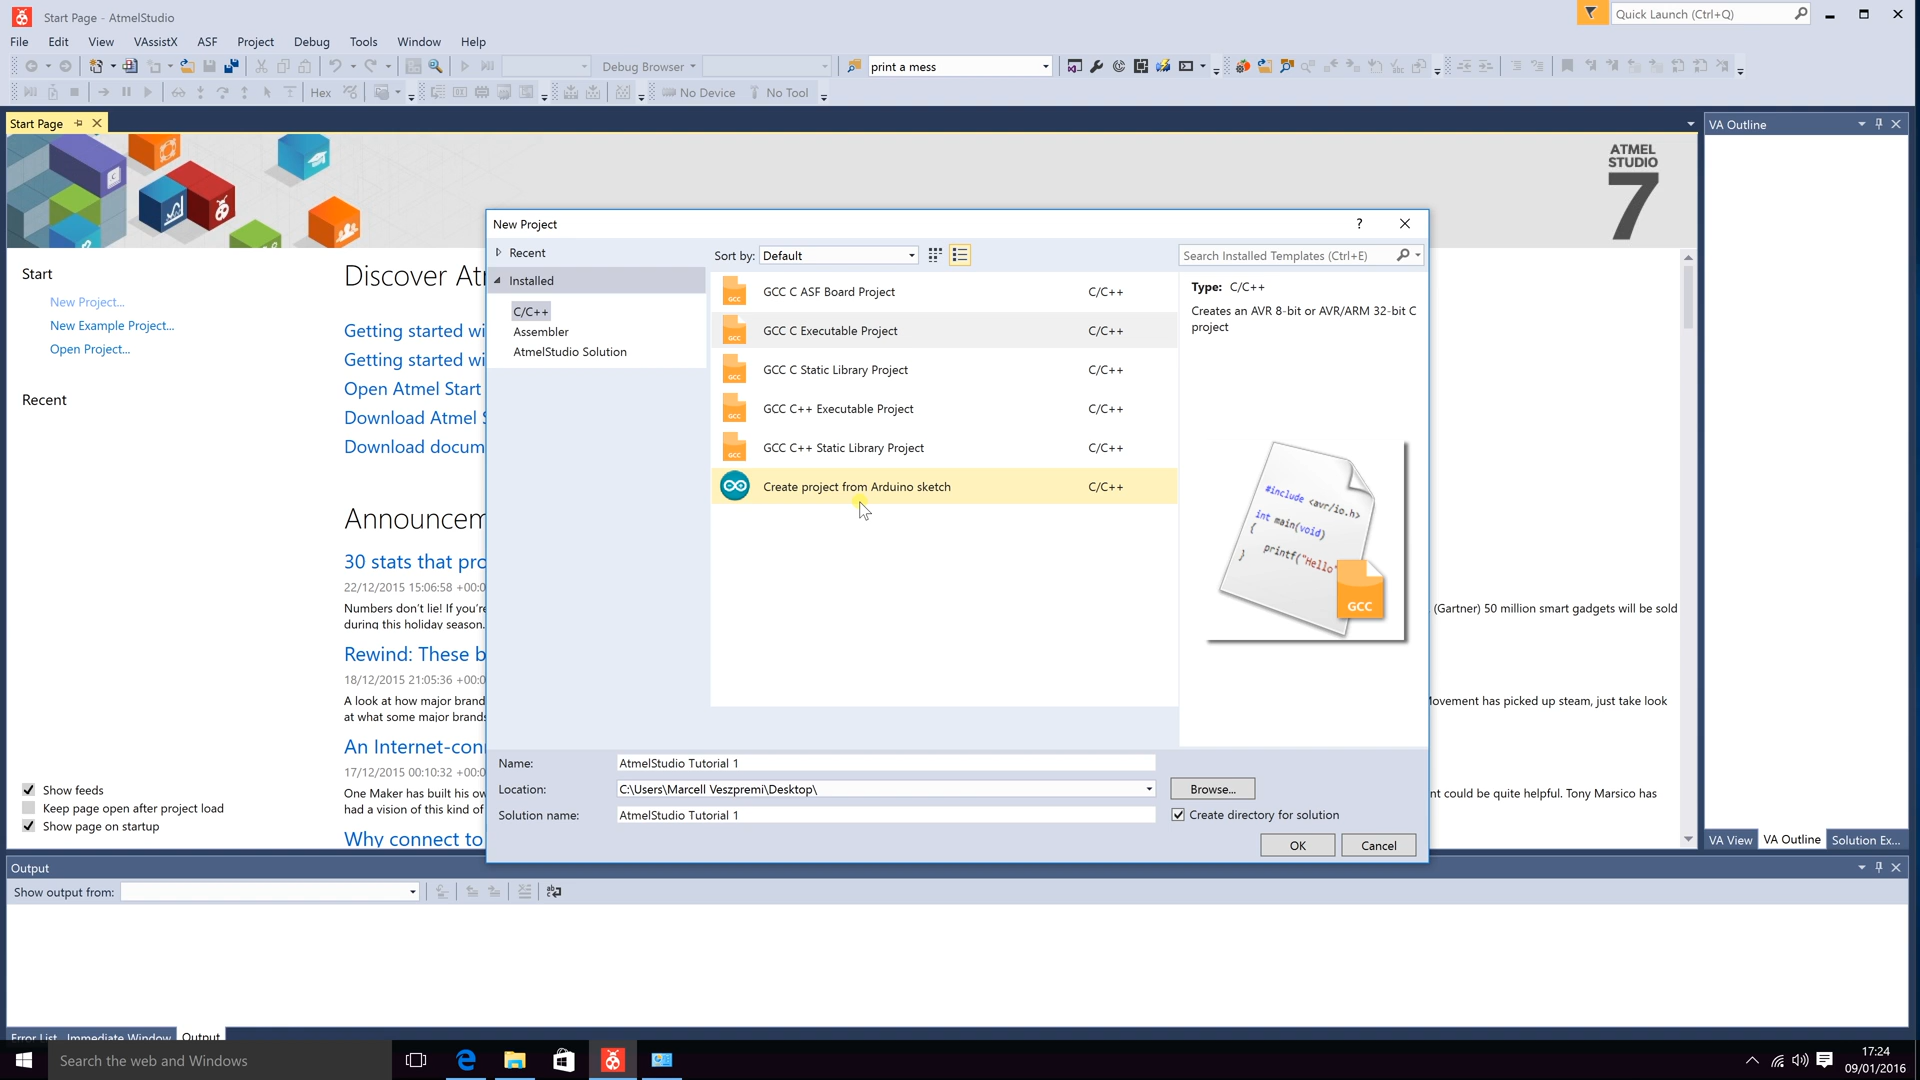 Start Page - AtmelStudio
Quick Launch (Ctrl+Q)
File Edit View VAssistX ASF Project Debug Tools Window Help
Debug Browser
print a mess
Hex
No Device
No Tool
Start Page
VA Outline
ATMEL
STUDIO
7
Start
New Project...
New Example Project...
Open Project...
Recent
Discover At
Getting started wi
Getting started wi
Open Atmel Start
Download Atmel S
Download docum
Announcem
30 stats that pro
22/12/2015 15:06:58 +00:0
Numbers don't lie! If you're
(Gartner) 50 million smart gadgets will be sold
during this holiday season.
Rewind: These b
18/12/2015 21:05:36 +00:0
A look at how major brand
Movement has picked up steam, just take look
at what some major brands
An Internet-conn
17/12/2015 00:10:32 +00:0
One Maker has built his ow
nt could be quite helpful. Tony Marsico has
had a vision of this kind of
Why connect to
Show feeds
Keep page open after project load
Show page on startup
New Project
?
Recent
Installed
C/C++
Assembler
AtmelStudio Solution
Sort by: Default
Search Installed Templates (Ctrl+E)
GCC
GCC C ASF Board Project C/C++
GCC
GCC C Executable Project C/C++
GCC
GCC C Static Library Project C/C++
GCC
GCC C++ Executable Project C/C++
GCC
GCC C++ Static Library Project C/C++
Create project from Arduino sketch C/C++
Type: C/C++
Creates an AVR 8-bit or AVR/ARM 32-bit C
project
#include <avr/io.h>
int main(void)
{
printf("Hello"
}
GCC
Name: AtmelStudio Tutorial 1
Location: C:\Users\Marcell Veszpremi\Desktop\
Browse...
Solution name: AtmelStudio Tutorial 1
Create directory for solution
OK Cancel
VA View VA Outline Solution Ex...
Output
Show output from:
Error List Immediate Window Output
Search the web and Windows
17:24
09/01/2016